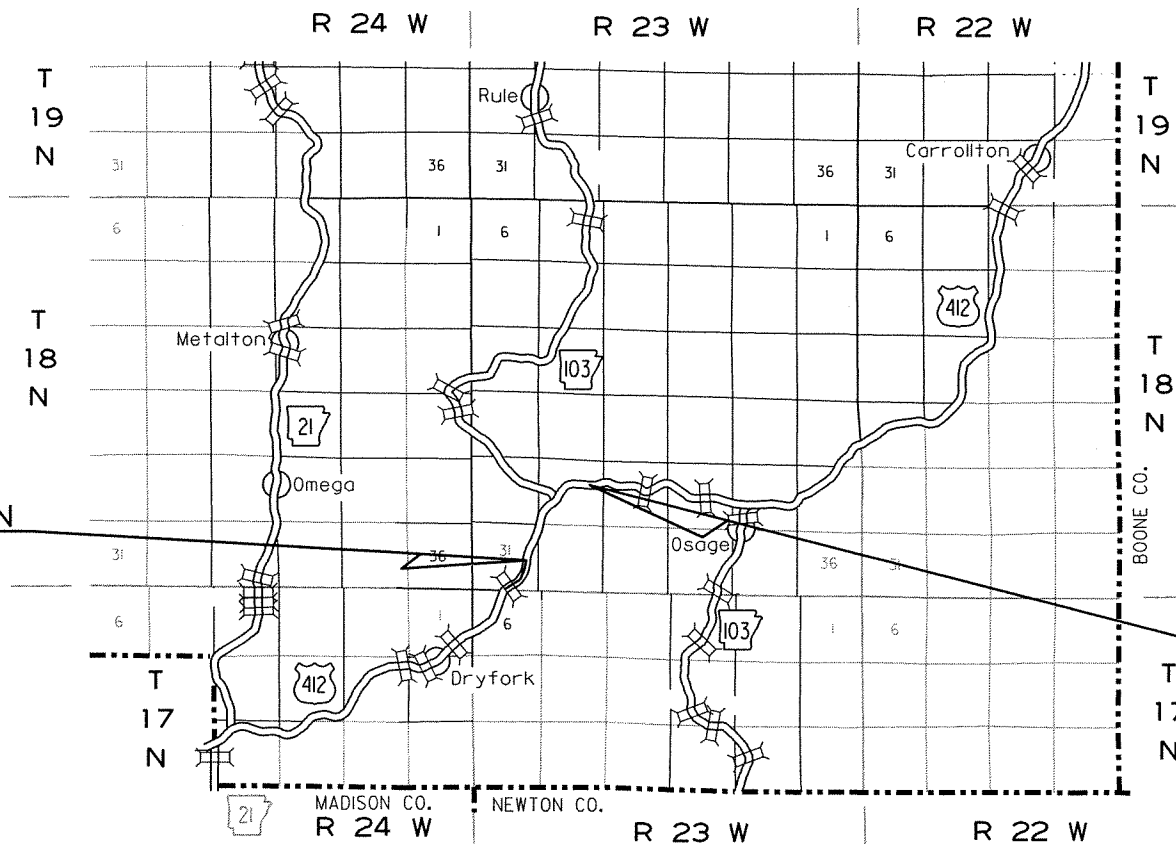 R 24 W R 23 W R 22 W
T 19 N
T 19 N
Rule
Carrollton
31 36 31 36 31
6 1 6 1 6
412
T 18 N
T 18 N
Metalton
103
21
Omega
BOONE CO.
N
Osage
31 36 31 36 31
6 1 6 103 1 6
Dryfork
412
T 17 N
T 17 N
21
MADISON CO. NEWTON CO.
R 24 W R 23 W R 22 W